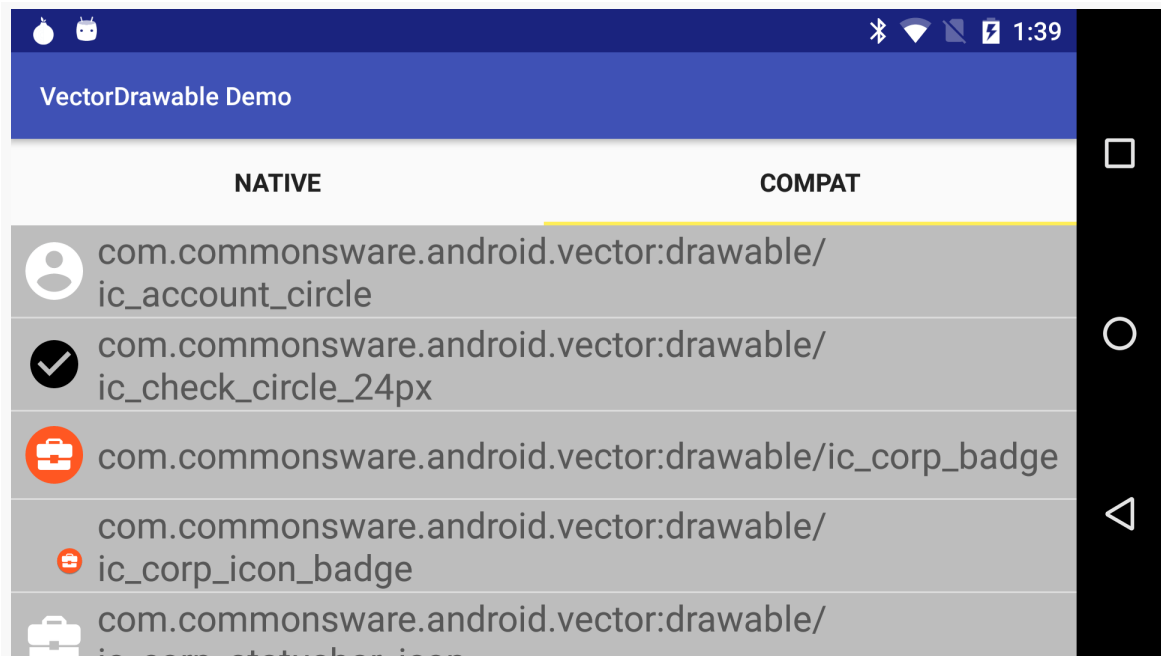 1:39
VectorDrawable Demo
NATIVE
COMPAT
com.commonsware.android.vector:drawable/
ic_account_circle
com.commonsware.android.vector:drawable/
ic_check_circle_24px
com.commonsware.android.vector:drawable/ic_corp_badge
com.commonsware.android.vector:drawable/
ic_corp_icon_badge
com.commonsware.android.vector:drawable/
ic_corp_statusbar_icon